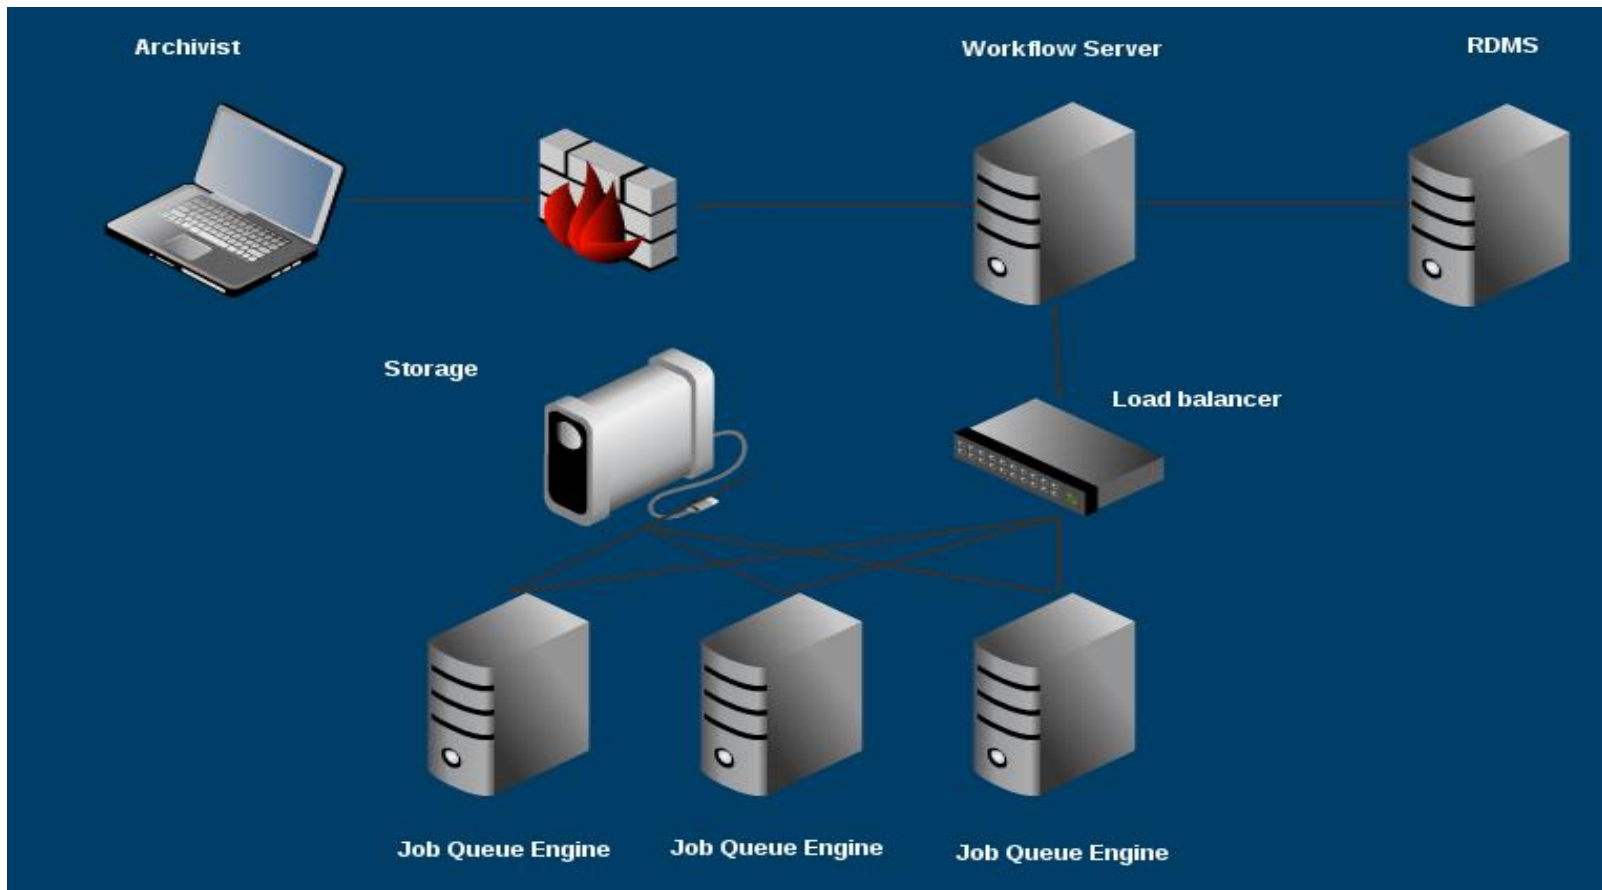 Archivist
Workflow Server
RDMS
Storage
Load balancer
Job Queue Engine
Job Queue Engine
Job Queue Engine